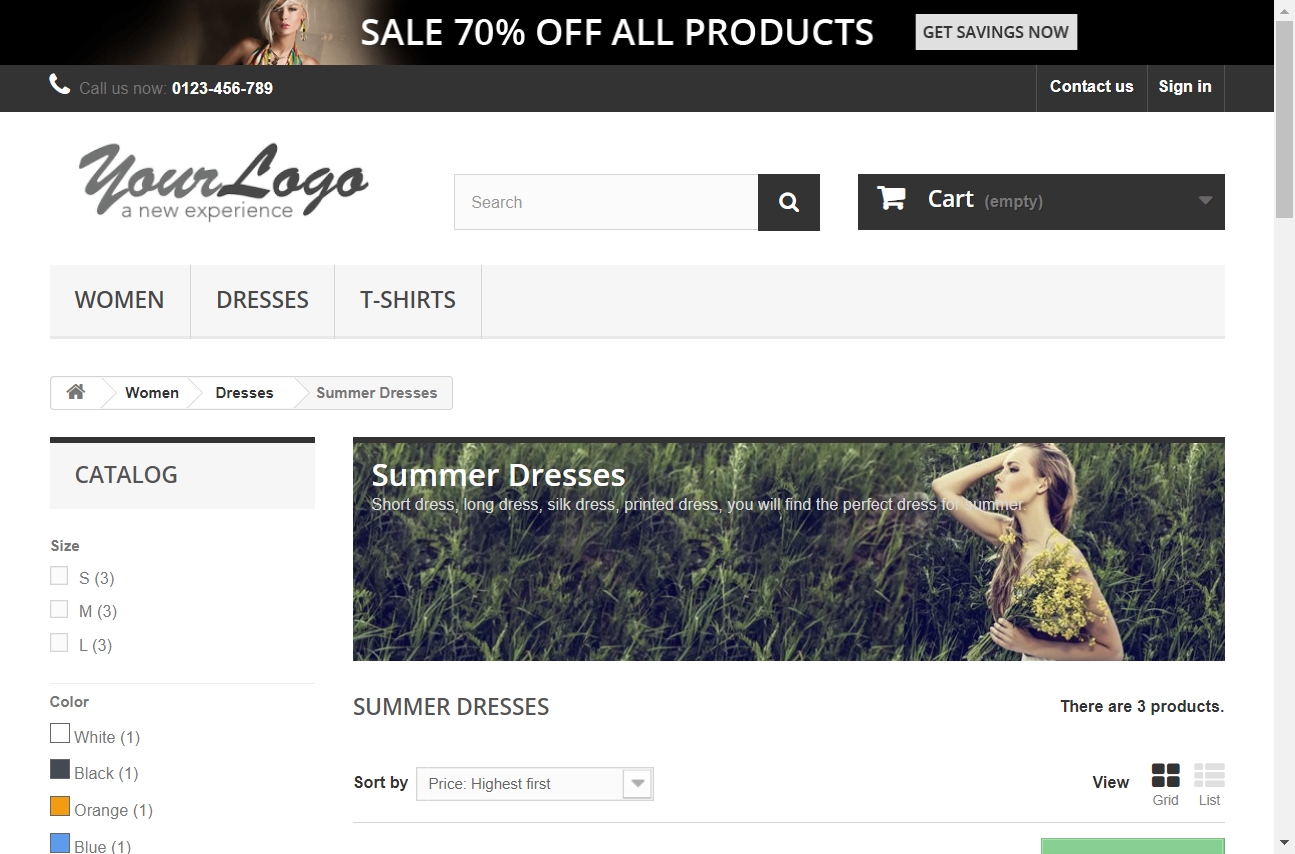 SALE 70% OFF ALL PRODUCTS
GET SAVINGS NOW
Call us now: 0123-456-789
Contact us
Sign in
YourLogo
a new experience
Search
Cart (empty)
WOMEN
DRESSES
T-SHIRTS
Women
Dresses
Summer Dresses
CATALOG
Size
S (3)
M (3)
L (3)
Color
White (1)
Black (1)
Orange (1)
Blue (1)
Summer Dresses
Short dress, long dress, silk dress, printed dress, you will find the perfect dress for summer.
SUMMER DRESSES
There are 3 products.
Sort by
Price: Highest first
View
Grid
List